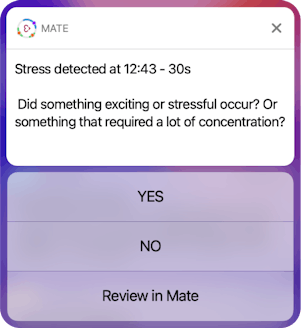 MATE
Stress detected at 12:43 - 30s
Did something exciting or stressful occur? Or
something that required a lot of concentration?
YES
NO
Review in Mate